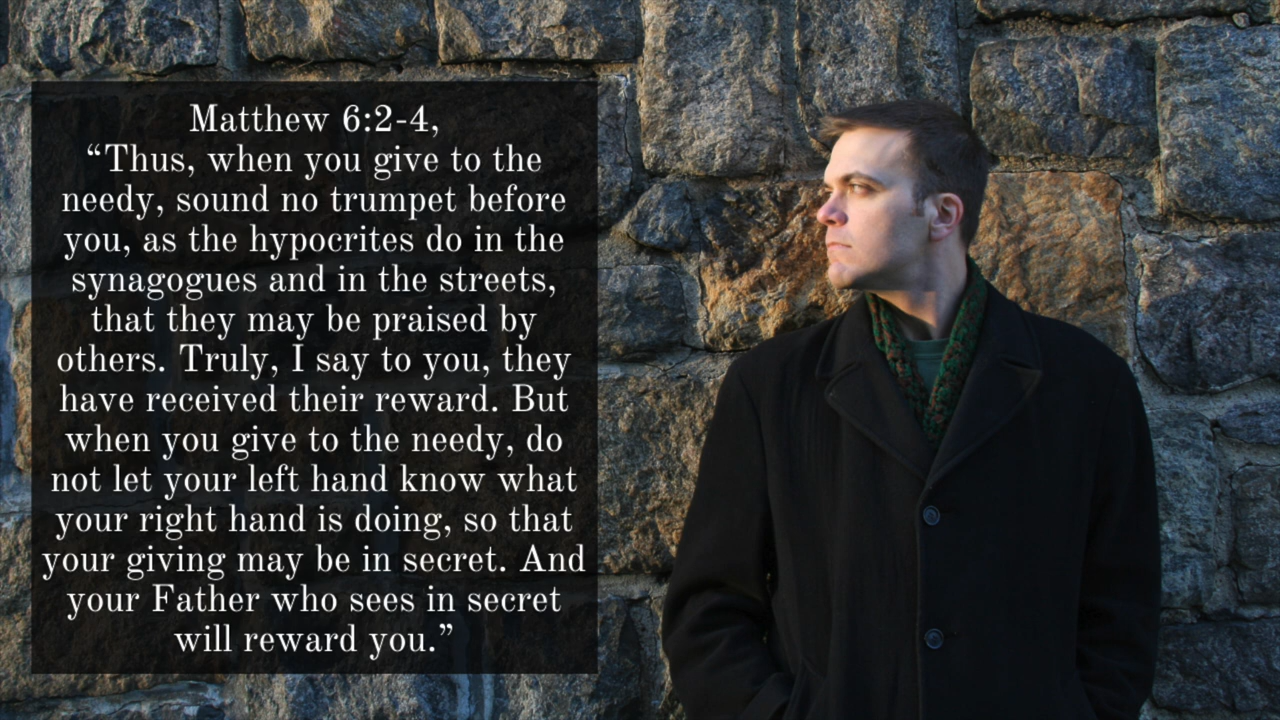 Matthew 6:2-4,
“Thus, when you give to the
needy, sound no trumpet before
you, as the hypocrites do in the
synagogues and in the streets,
that they may be praised by
others. Truly, I say to you, they
have received their reward. But
when you give to the needy, do
not let your left hand know what
your right hand is doing, so that
your giving may be in secret. And
your Father who sees in secret
will reward you.”